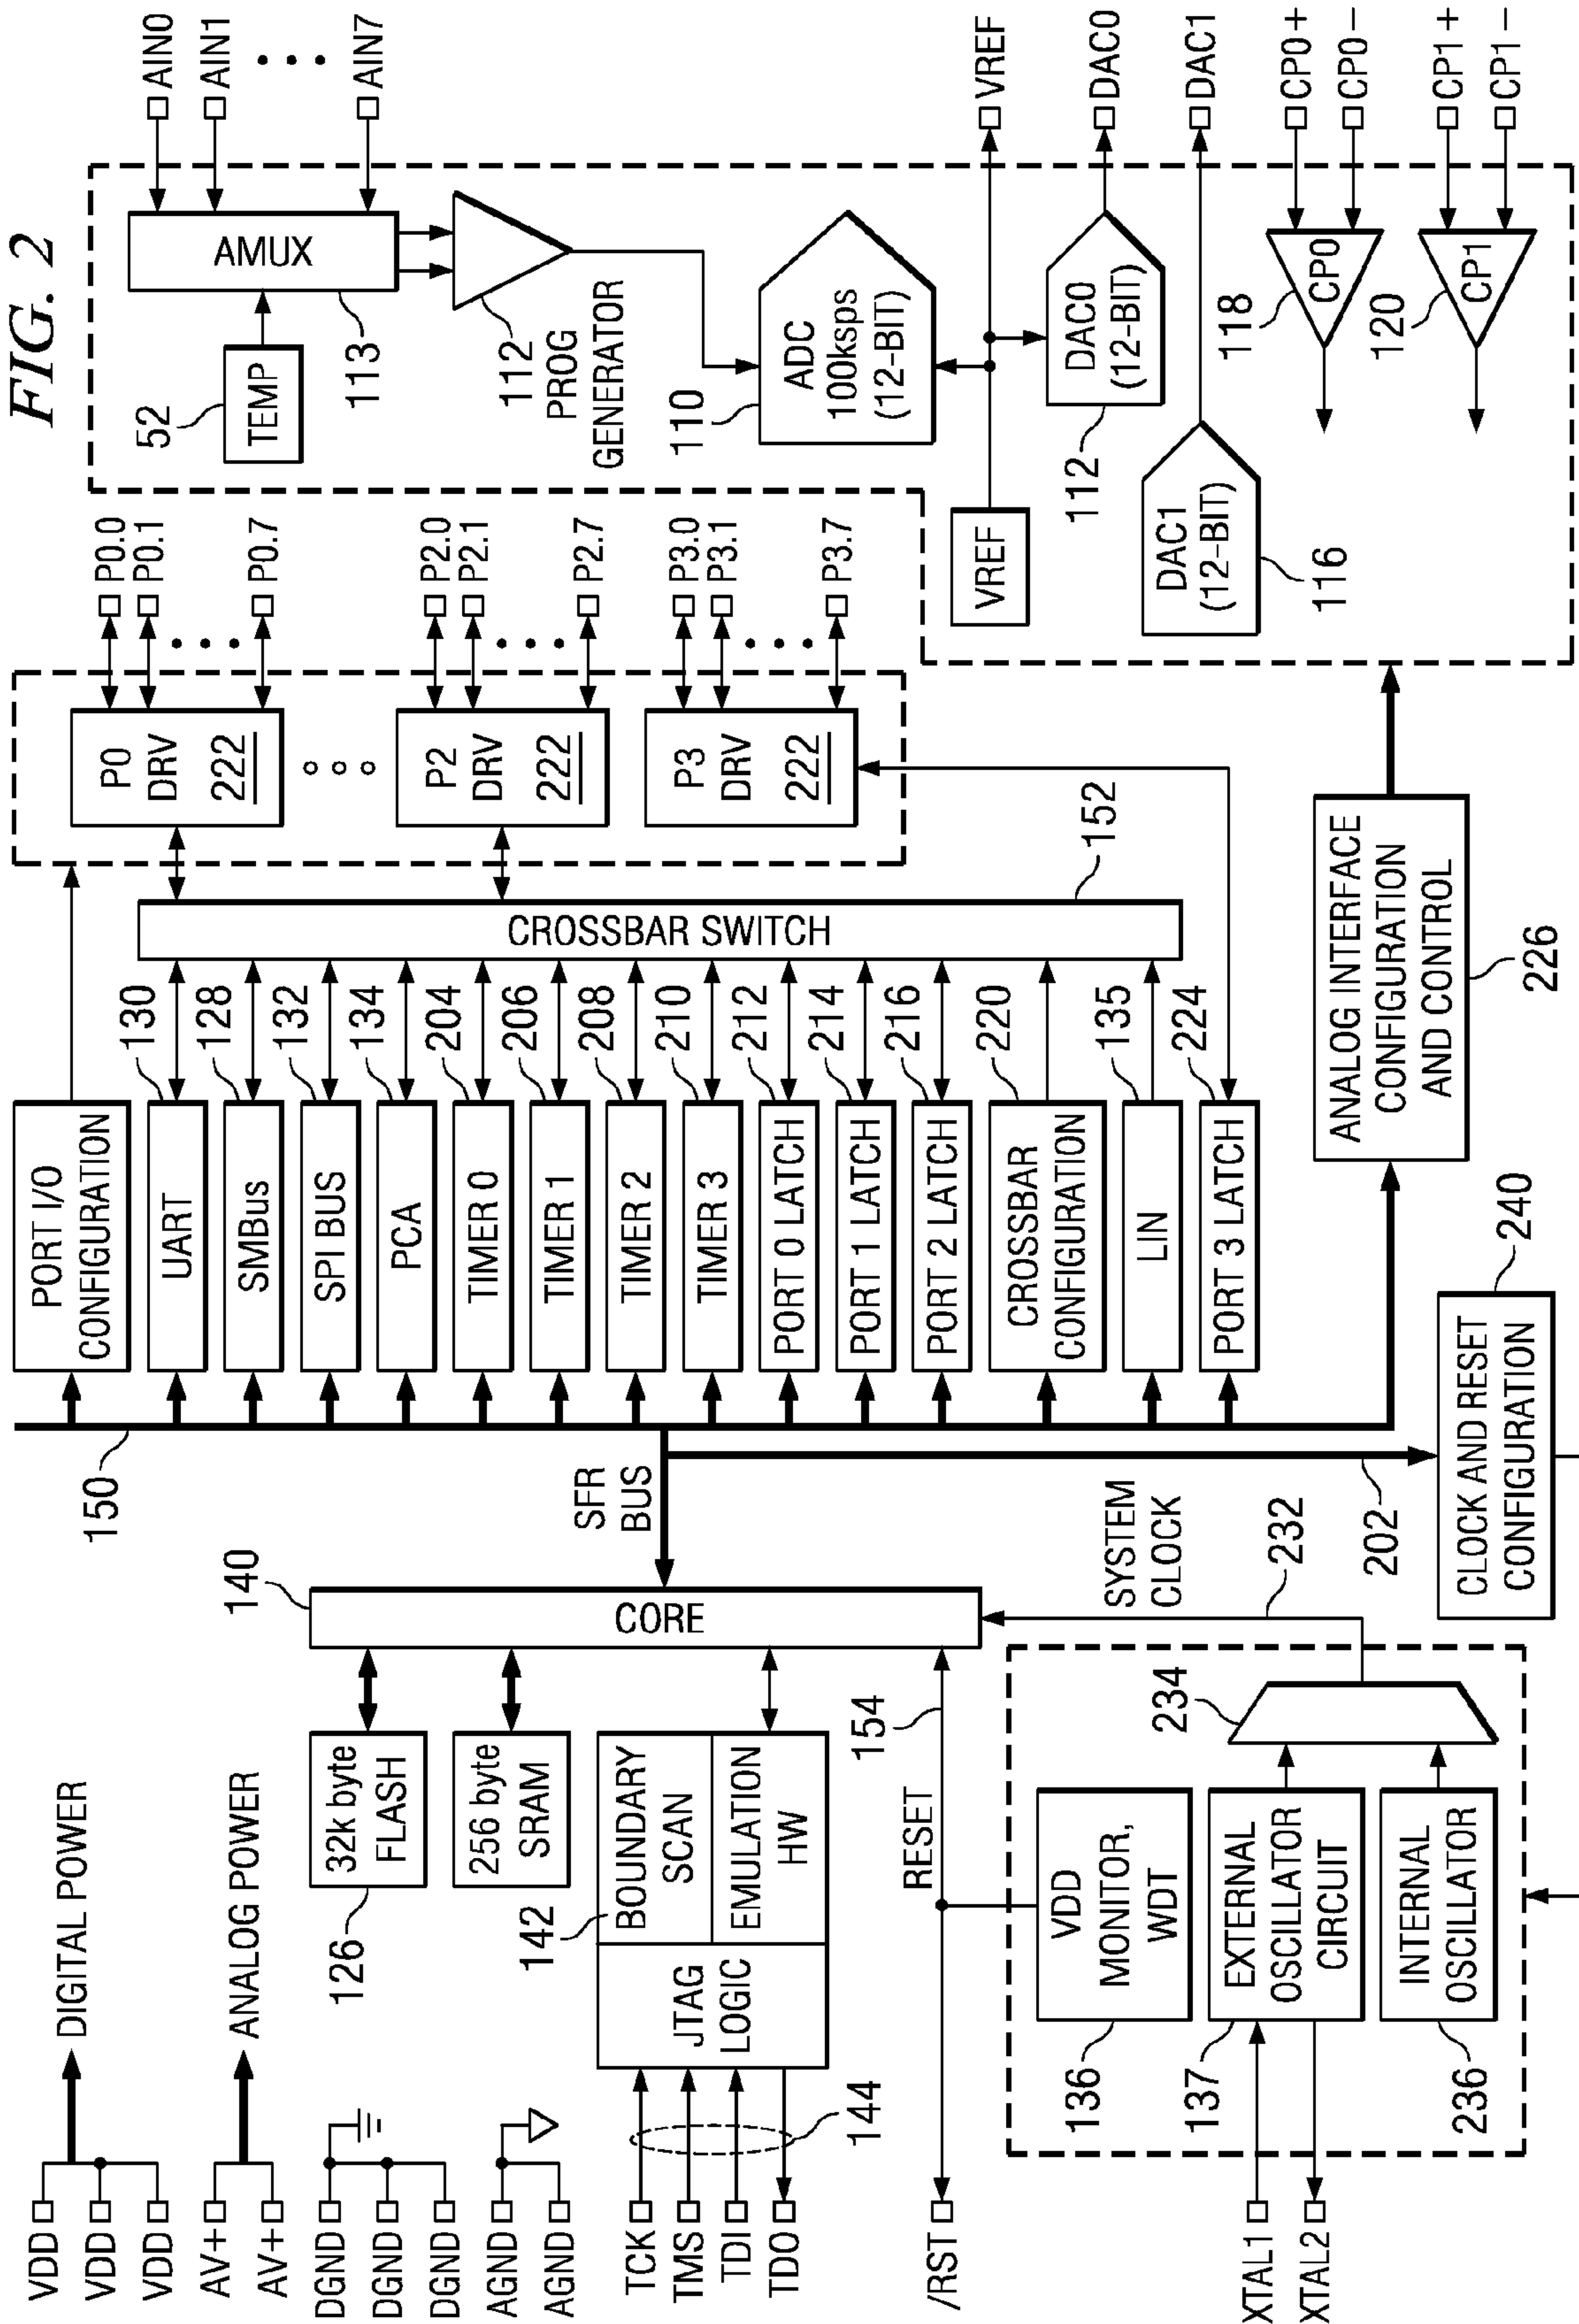 FIG. 2
VDD
VDD
VDD
DIGITAL POWER
AV+
AV+
ANALOG POWER
DGND
DGND
DGND
AGND
AGND
TCK
TMS
TDI
TDO
144
/RST
XTAL1
XTAL2
32k byte
FLASH
126
256 byte
SRAM
142
BOUNDARY
SCAN
EMULATION
HW
JTAG
LOGIC
RESET
154
VDD
MONITOR,
WDT
136
EXTERNAL
OSCILLATOR
CIRCUIT
137
INTERNAL
OSCILLATOR
236
234
140
CORE
SYSTEM
CLOCK
232
SFR
BUS
150
202
CLOCK AND RESET
CONFIGURATION
240
PORT I/O
CONFIGURATION
UART
130
SMBus
128
SPI BUS
132
PCA
134
TIMER 0
204
TIMER 1
206
TIMER 2
208
TIMER 3
210
PORT 0 LATCH
212
PORT 1 LATCH
214
PORT 2 LATCH
216
CROSSBAR
CONFIGURATION
220
LIN
135
PORT 3 LATCH
224
ANALOG INTERFACE
CONFIGURATION
AND CONTROL
226
CROSSBAR SWITCH
152
P0
DRV
222
P2
DRV
222
P3
DRV
222
P0.0
P0.1
P0.7
P2.0
P2.1
P2.7
P3.0
P3.1
P3.7
52
TEMP
AMUX
113
112
PROG
GENERATOR
110
ADC
100ksps
(12-BIT)
VREF
DAC0
(12-BIT)
112
DAC1
(12-BIT)
116
118
CP0
120
CP1
AIN0
AIN1
AIN7
VREF
DAC0
DAC1
CP0+
CP0-
CP1+
CP1-